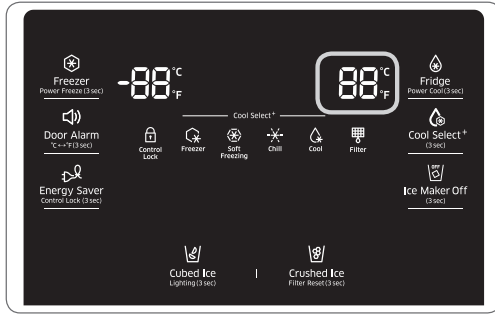 Freezer
Power Freeze (3 sec)
-88 °C °F
88 °C °F
Fridge
Power Cool (3 sec)
Door Alarm
°C↔°F (3 sec)
Cool Select+
Control Lock
Freezer
Soft Freezing
Chill
Cool
Filter
Cool Select+
(3 sec)
Energy Saver
Control Lock (3 sec)
OFF
Ice Maker Off
(3 sec)
Cubed Ice
Lighting (3 sec)
Crushed Ice
Filter Reset (3 sec)